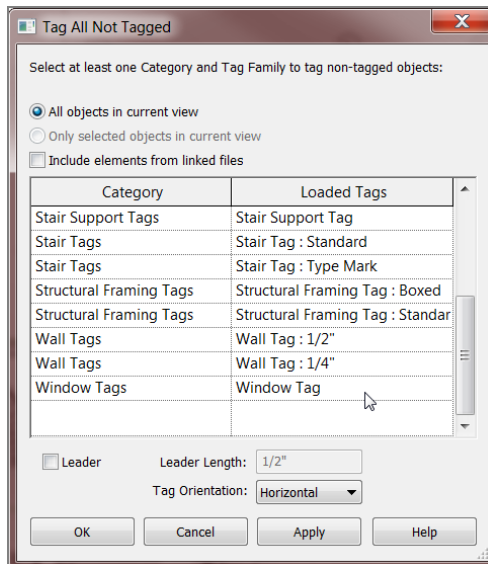 Tag All Not Tagged
Select at least one Category and Tag Family to tag non-tagged objects:
All objects in current view
Only selected objects in current view
Include elements from linked files
Category Loaded Tags
Stair Support Tags Stair Support Tag
Stair Tags Stair Tag : Standard
Stair Tags Stair Tag : Type Mark
Structural Framing Tags Structural Framing Tag : Boxed
Structural Framing Tags Structural Framing Tag : Standar
Wall Tags Wall Tag : 1/2"
Wall Tags Wall Tag : 1/4"
Window Tags Window Tag
Leader Leader Length: 1/2"
Tag Orientation: Horizontal
OK Cancel Apply Help